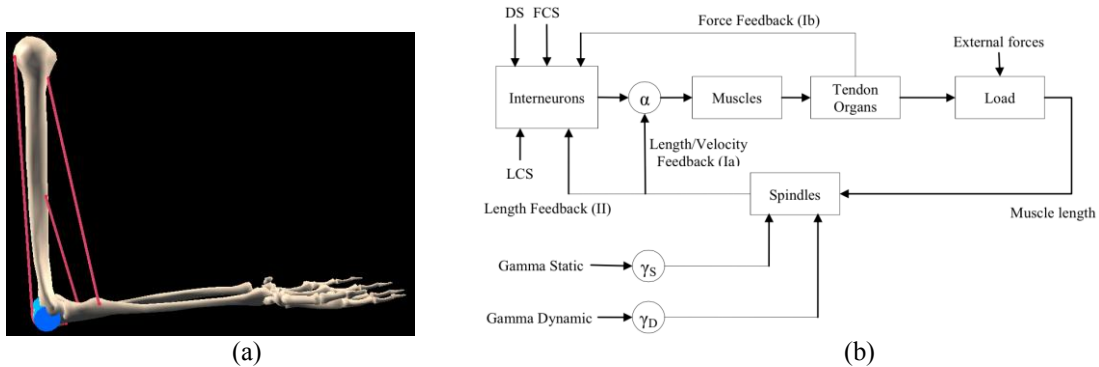 DS FCS
Force Feedback (Ib)
External forces
Interneurons
α
Muscles
Tendon
Organs
Load
Length/Velocity
Feedback (Ia)
LCS
Spindles
Length Feedback (II)
Muscle length
Gamma Static
γS
Gamma Dynamic
γD
(a)
(b)